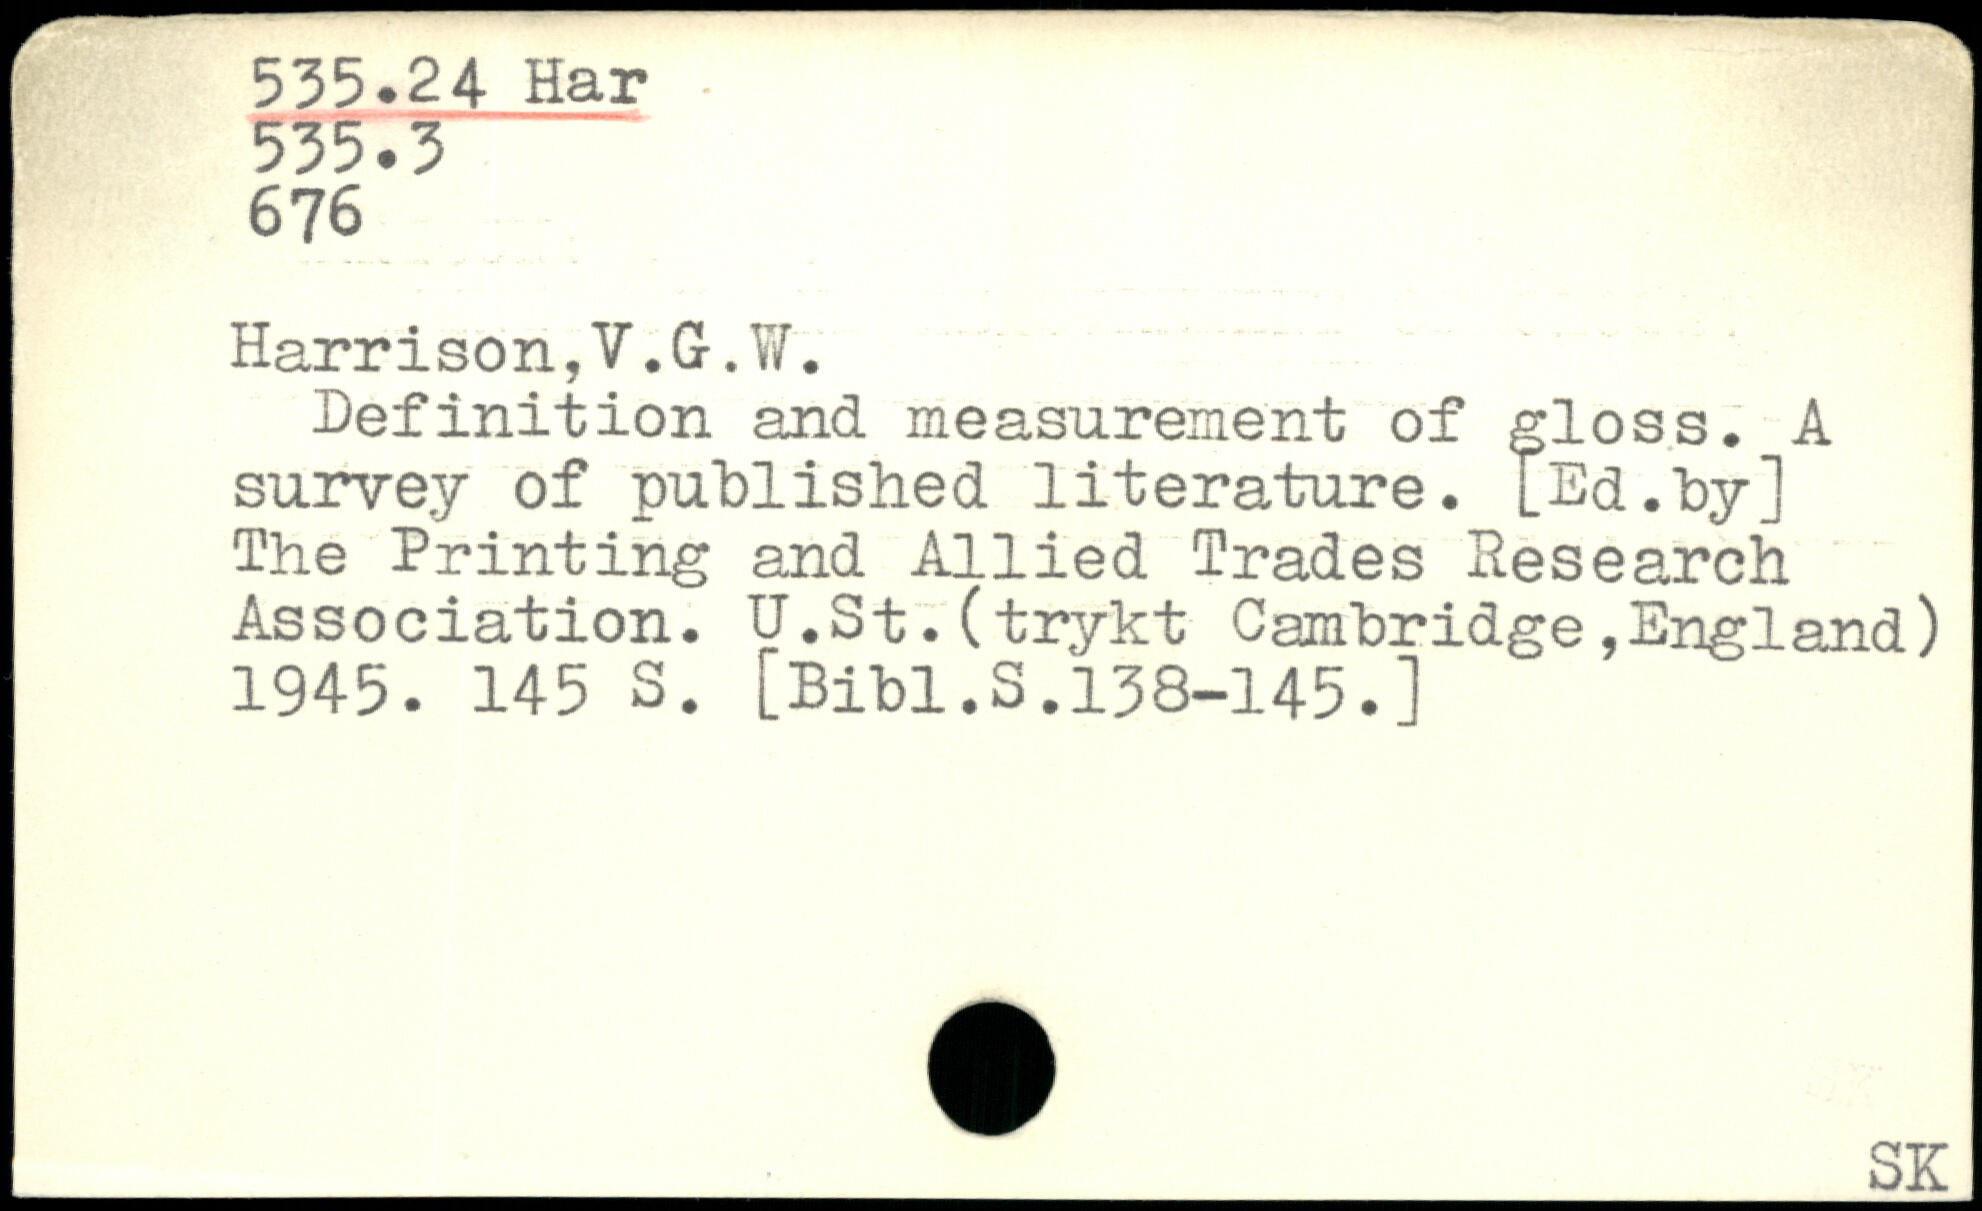 535.24 Har
535.3
676
Harrison,V.G.W.
Definition and measurement of gloss. A
survey of published literature. [Ed.by]
The Printing and Allied Trades Research
Association. U.St.(trykt Cambridge,England)
1945. 145 S. [Bibl.S.138-145.]
SK